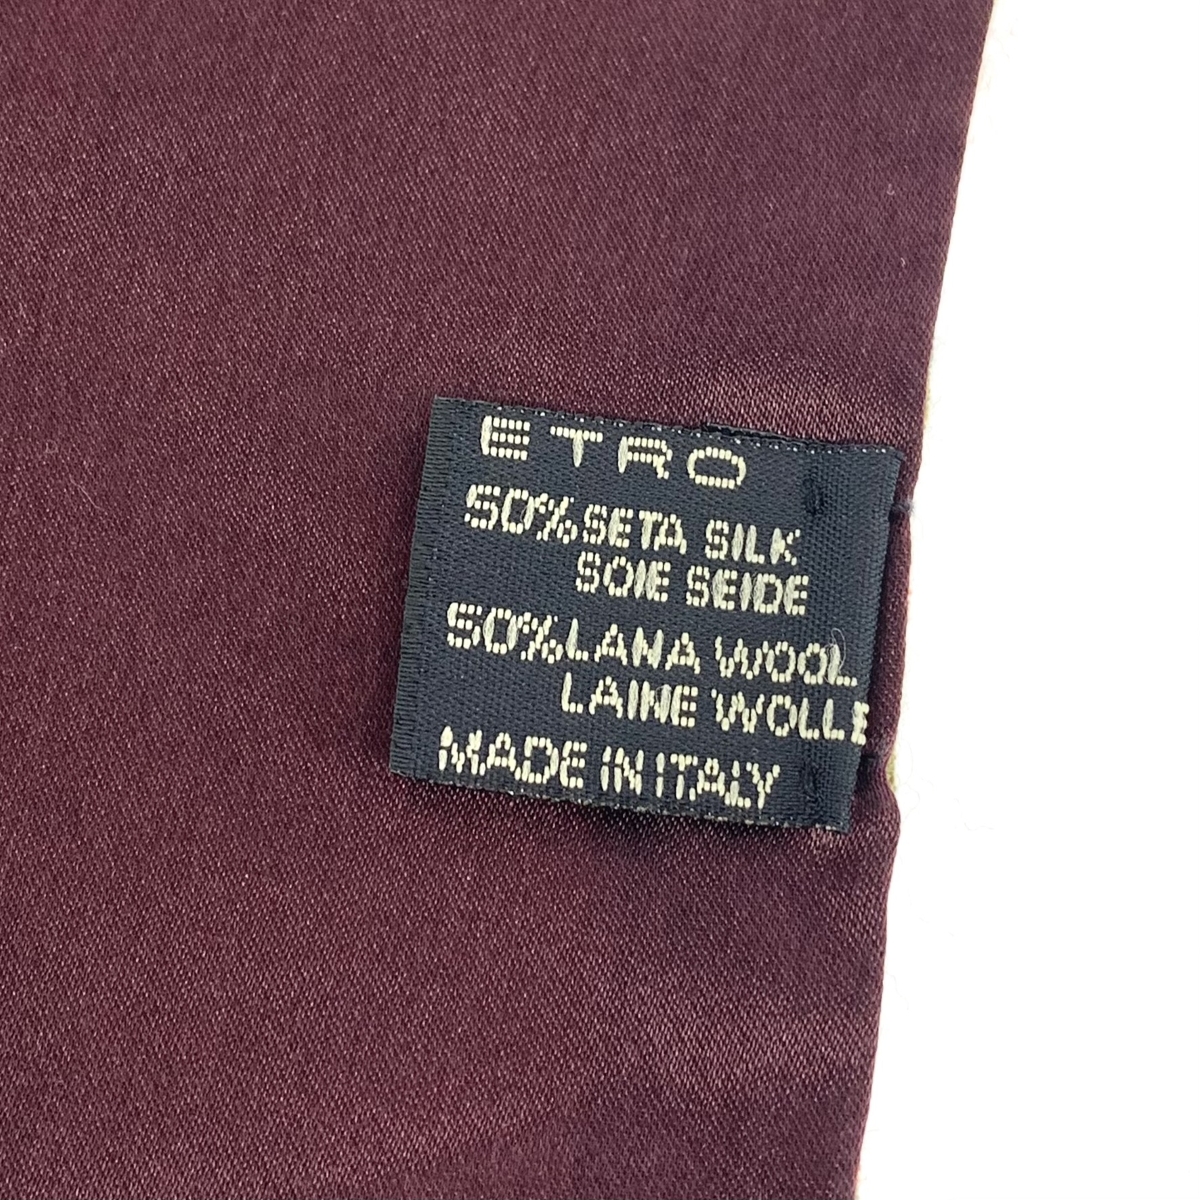 ETRO
50% SETA SILK
SOIE SEIDE
50% LANA WOOL
LAINE WOLLE
MADE IN ITALY